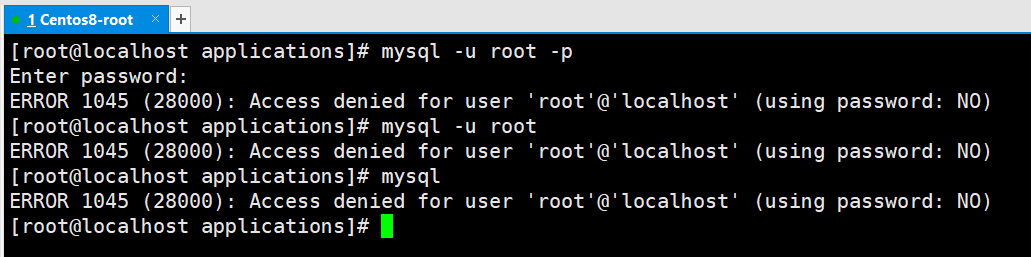 1 Centos8-root × +
[root@localhost applications]# mysql -u root -p
Enter password:
ERROR 1045 (28000): Access denied for user 'root'@'localhost' (using password: NO)
[root@localhost applications]# mysql -u root
ERROR 1045 (28000): Access denied for user 'root'@'localhost' (using password: NO)
[root@localhost applications]# mysql
ERROR 1045 (28000): Access denied for user 'root'@'localhost' (using password: NO)
[root@localhost applications]#